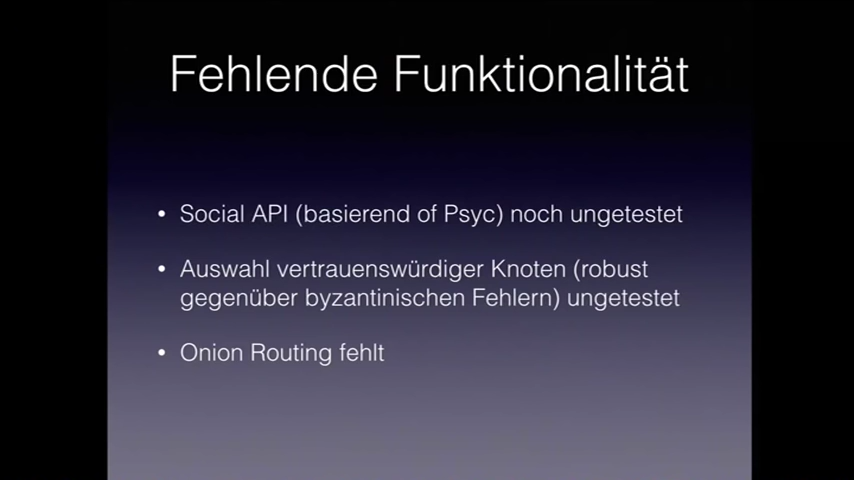 Fehlende Funktionalität
• Social API (basierend of Psyc) noch ungetestet
• Auswahl vertrauenswürdiger Knoten (robust
gegenüber byzantinischen Fehlern) ungetestet
• Onion Routing fehlt